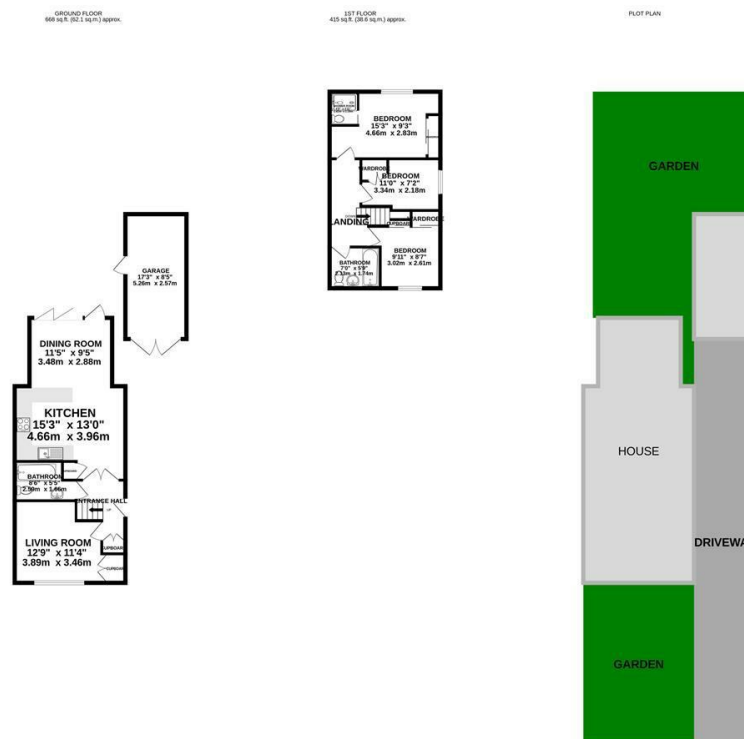 GROUND FLOOR
668 sq.ft. (62.1 sq.m.) approx.
1ST FLOOR
415 sq.ft. (38.6 sq.m.) approx.
PLOT PLAN
BEDROOM
15'3" x 9'3"
4.66m x 2.83m
WARDROBE
BEDROOM
11'0" x 7'2"
3.34m x 2.18m
LANDING
CUPBOARD
WARDROBE
BEDROOM
9'11" x 8'7"
3.02m x 2.61m
BATHROOM
7'0" x 5'9"
2.13m x 1.74m
GARAGE
17'3" x 8'5"
5.26m x 2.57m
DINING ROOM
11'5" x 9'5"
3.48m x 2.88m
KITCHEN
15'3" x 13'0"
4.66m x 3.96m
BATHROOM
8'6" x 5'5"
ENTRANCE HALL
UP
LIVING ROOM
12'9" x 11'4"
3.89m x 3.46m
CUPBOARD
CUPBOARD
GARDEN
HOUSE
DRIVEWA
GARDEN